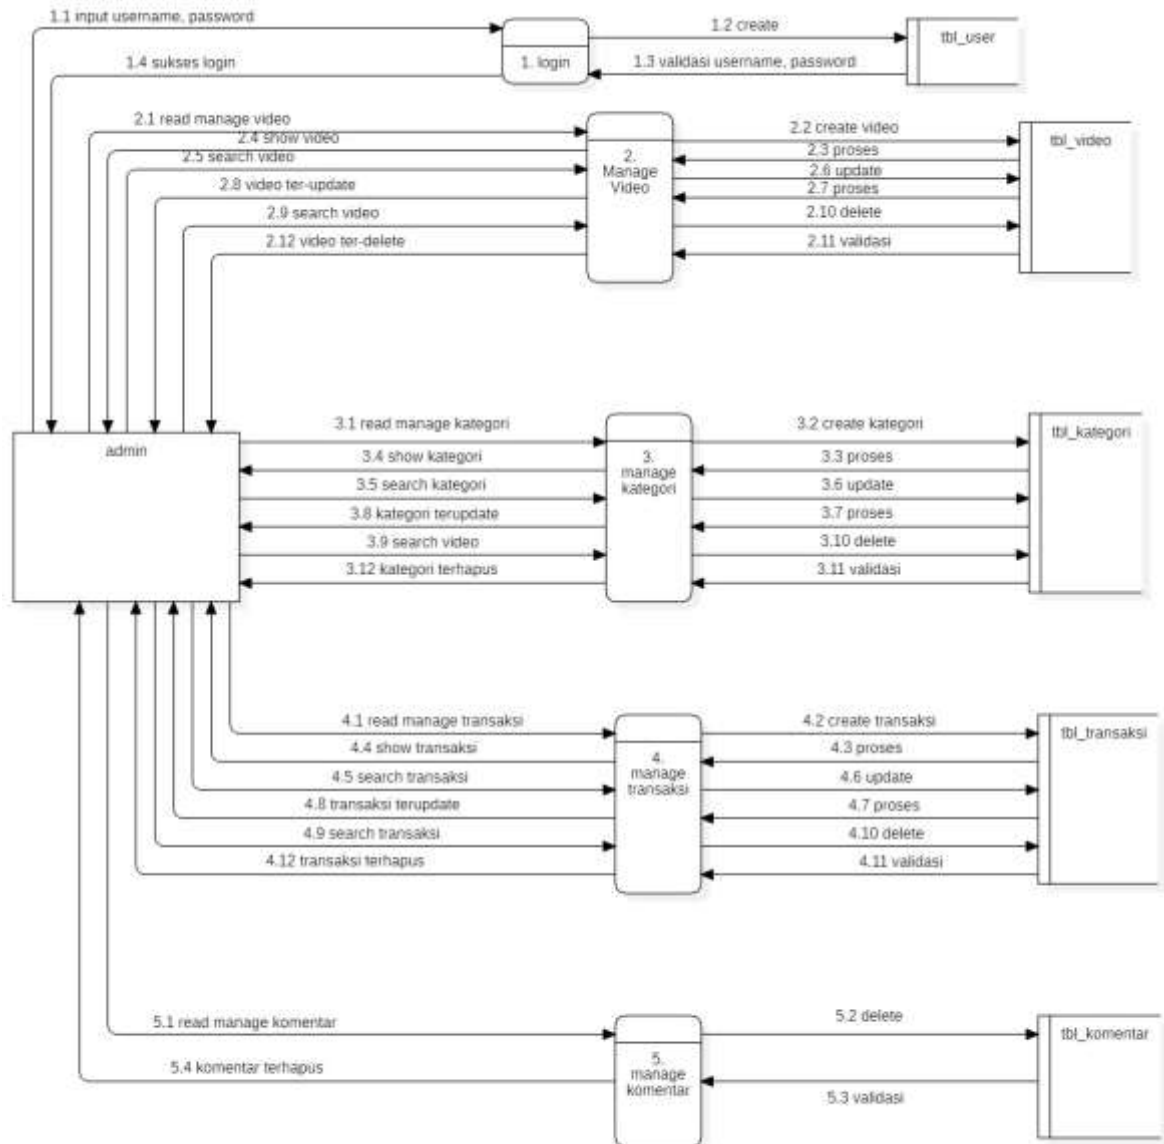 1.1 input username, password
1.2 create
tbl_user
1. login
1.4 sukses login
1.3 validasi username, password
2.1 read manage video
2.4 show video
2.5 search video
2.8 video ter-update
2.9 search video
2.12 video ter-delete
2.
Manage
Video
2.2 create video
2.3 proses
2.6 update
2.7 proses
2.10 delete
2.11 validasi
tbl_video
admin
3.1 read manage kategori
3.4 show kategori
3.5 search kategori
3.8 kategori terupdate
3.9 search video
3.12 kategori terhapus
3.
manage
kategori
3.2 create kategori
3.3 proses
3.6 update
3.7 proses
3.10 delete
3.11 validasi
tbl_kategori
4.1 read manage transaksi
4.4 show transaksi
4.5 search transaksi
4.8 transaksi terupdate
4.9 search transaksi
4.12 transaksi terhapus
4.
manage
transaksi
4.2 create transaksi
4.3 proses
4.6 update
4.7 proses
4.10 delete
4.11 validasi
tbl_transaksi
5.1 read manage komentar
5.4 komentar terhapus
5.
manage
komentar
5.2 delete
5.3 validasi
tbl_komentar